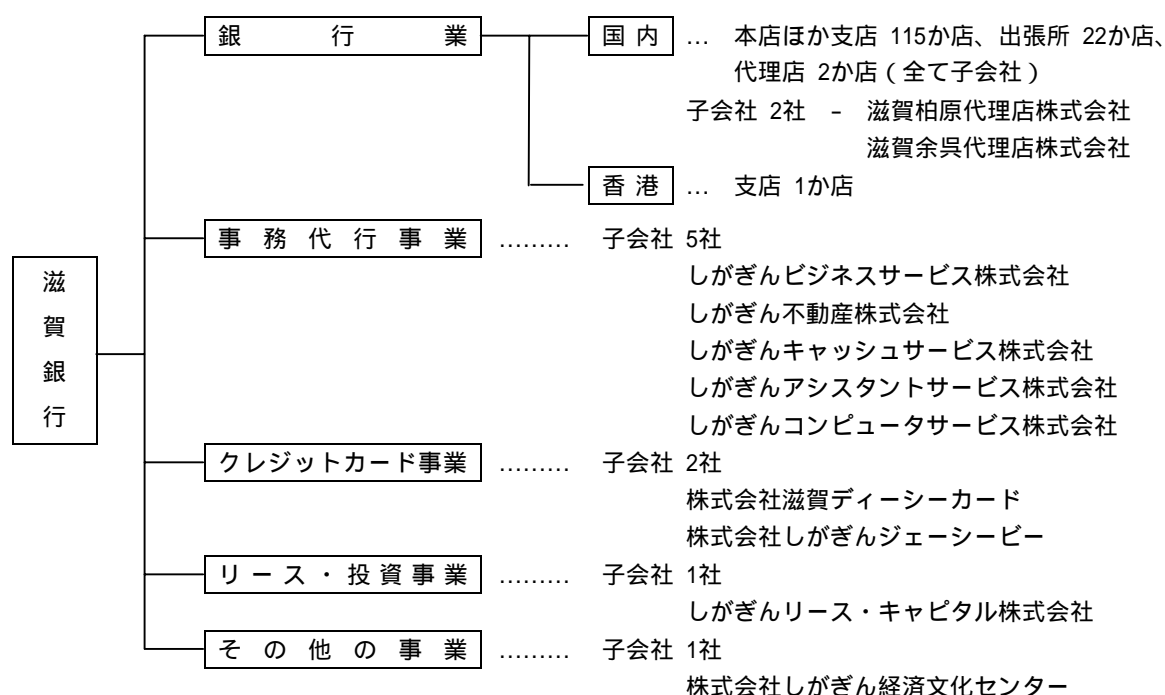 銀行業
国内 … 本店ほか支店 115か店、出張所 22か店、
代理店 2か店(全て子会社)
子会社 2社 - 滋賀柏原代理店株式会社
滋賀余呉代理店株式会社
香港 … 支店 1か店
滋賀銀行
事務代行事業 ……… 子会社 5社
しがぎんビジネスサービス株式会社
しがぎん不動産株式会社
しがぎんキャッシュサービス株式会社
しがぎんアシスタントサービス株式会社
しがぎんコンピュータサービス株式会社
クレジットカード事業 ……… 子会社 2社
株式会社滋賀ディーシーカード
株式会社しがぎんジェーシービー
リース・投資事業 ……… 子会社 1社
しがぎんリース・キャピタル株式会社
その他の事業 ……… 子会社 1社
株式会社しがぎん経済文化センター